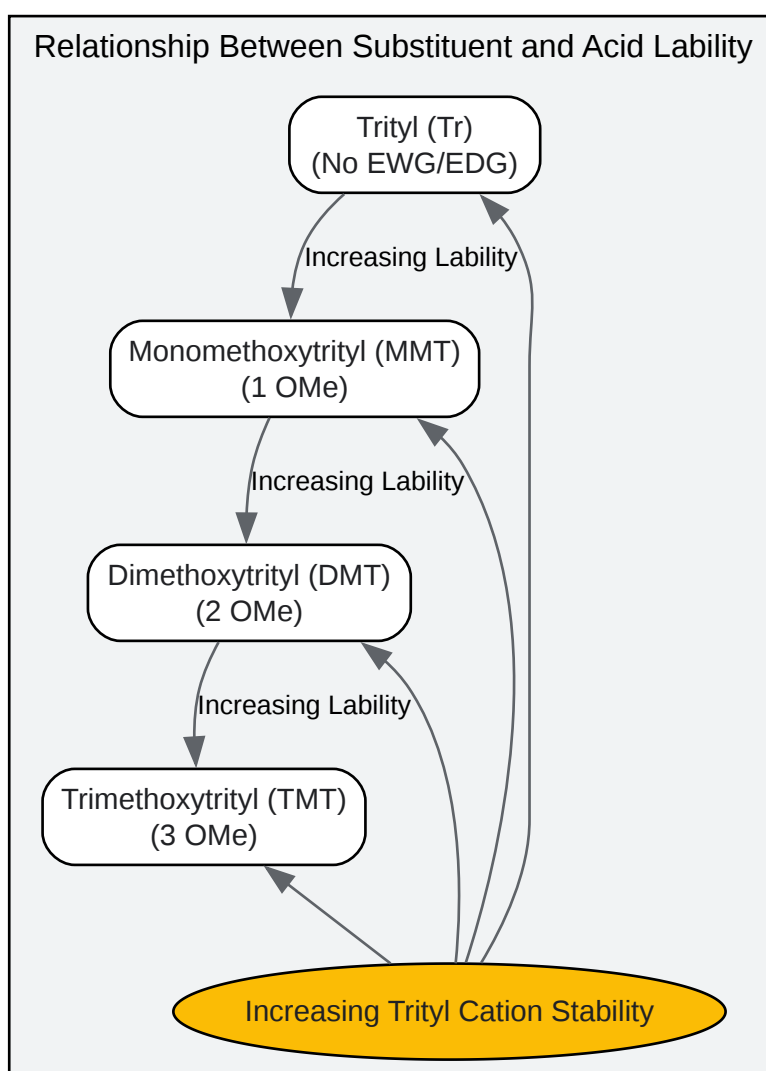 Relationship Between Substituent and Acid Lability
Trityl (Tr)
(No EWG/EDG)
Increasing Lability
Monomethoxytrityl (MMT)
(1 OMe)
Increasing Lability
Dimethoxytrityl (DMT)
(2 OMe)
Increasing Lability
Trimethoxytrityl (TMT)
(3 OMe)
Increasing Trityl Cation Stability